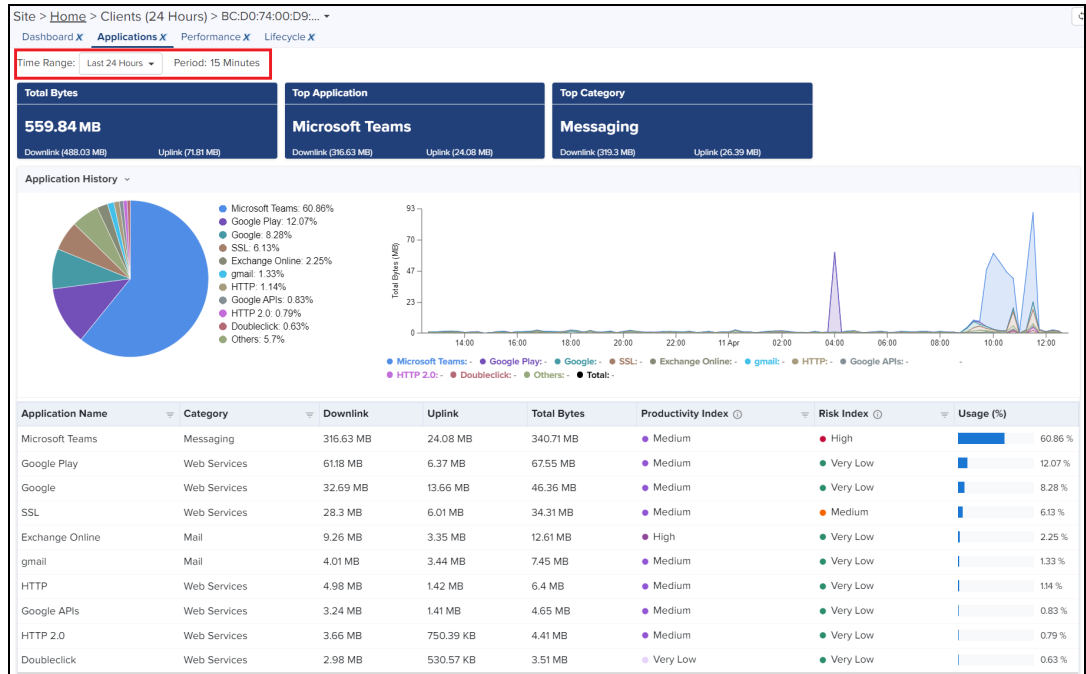 Site > Home > Clients (24 Hours) > BC:D0:74:00:D9:...
Dashboard X Applications X Performance X Lifecycle X
Time Range: Last 24 Hours Period: 15 Minutes
Total Bytes Top Application Top Category
559.84 MB Microsoft Teams Messaging
Downlink (488.03 MB) Uplink (71.81 MB) Downlink (316.63 MB) Uplink (24.08 MB) Downlink (319.3 MB) Uplink (26.39 MB)
Application History
Microsoft Teams: 60.86%
Google Play: 12.07%
Google: 8.28%
SSL: 6.13%
Exchange Online: 2.25%
gmail: 1.33%
HTTP: 1.14%
Google APIs: 0.83%
HTTP 2.0: 0.79%
Doubleclick: 0.63%
Others: 5.7%
Total Bytes (MB)
93
70
47
23
0
14:00 16:00 18:00 20:00 22:00 11 Apr 02:00 04:00 06:00 08:00 10:00 12:00
Microsoft Teams: - Google Play: - Google: - SSL: - Exchange Online: - gmail: - HTTP: - Google APIs: - -
HTTP 2.0: - Doubleclick: - Others: - Total: -
Application Name Category Downlink Uplink Total Bytes Productivity Index Risk Index Usage (%)
Microsoft Teams Messaging 316.63 MB 24.08 MB 340.71 MB Medium High 60.86 %
Google Play Web Services 61.18 MB 6.37 MB 67.55 MB Medium Very Low 12.07 %
Google Web Services 32.69 MB 13.66 MB 46.36 MB Medium Very Low 8.28 %
SSL Web Services 28.3 MB 6.01 MB 34.31 MB Medium Medium 6.13 %
Exchange Online Mail 9.26 MB 3.35 MB 12.61 MB High Very Low 2.25 %
gmail Mail 4.01 MB 3.44 MB 7.45 MB Medium Very Low 1.33 %
HTTP Web Services 4.98 MB 1.42 MB 6.4 MB Medium Very Low 1.14 %
Google APIs Web Services 3.24 MB 1.41 MB 4.65 MB Medium Very Low 0.83 %
HTTP 2.0 Web Services 3.66 MB 750.39 KB 4.41 MB Medium Very Low 0.79 %
Doubleclick Web Services 2.98 MB 530.57 KB 3.51 MB Very Low Very Low 0.63 %